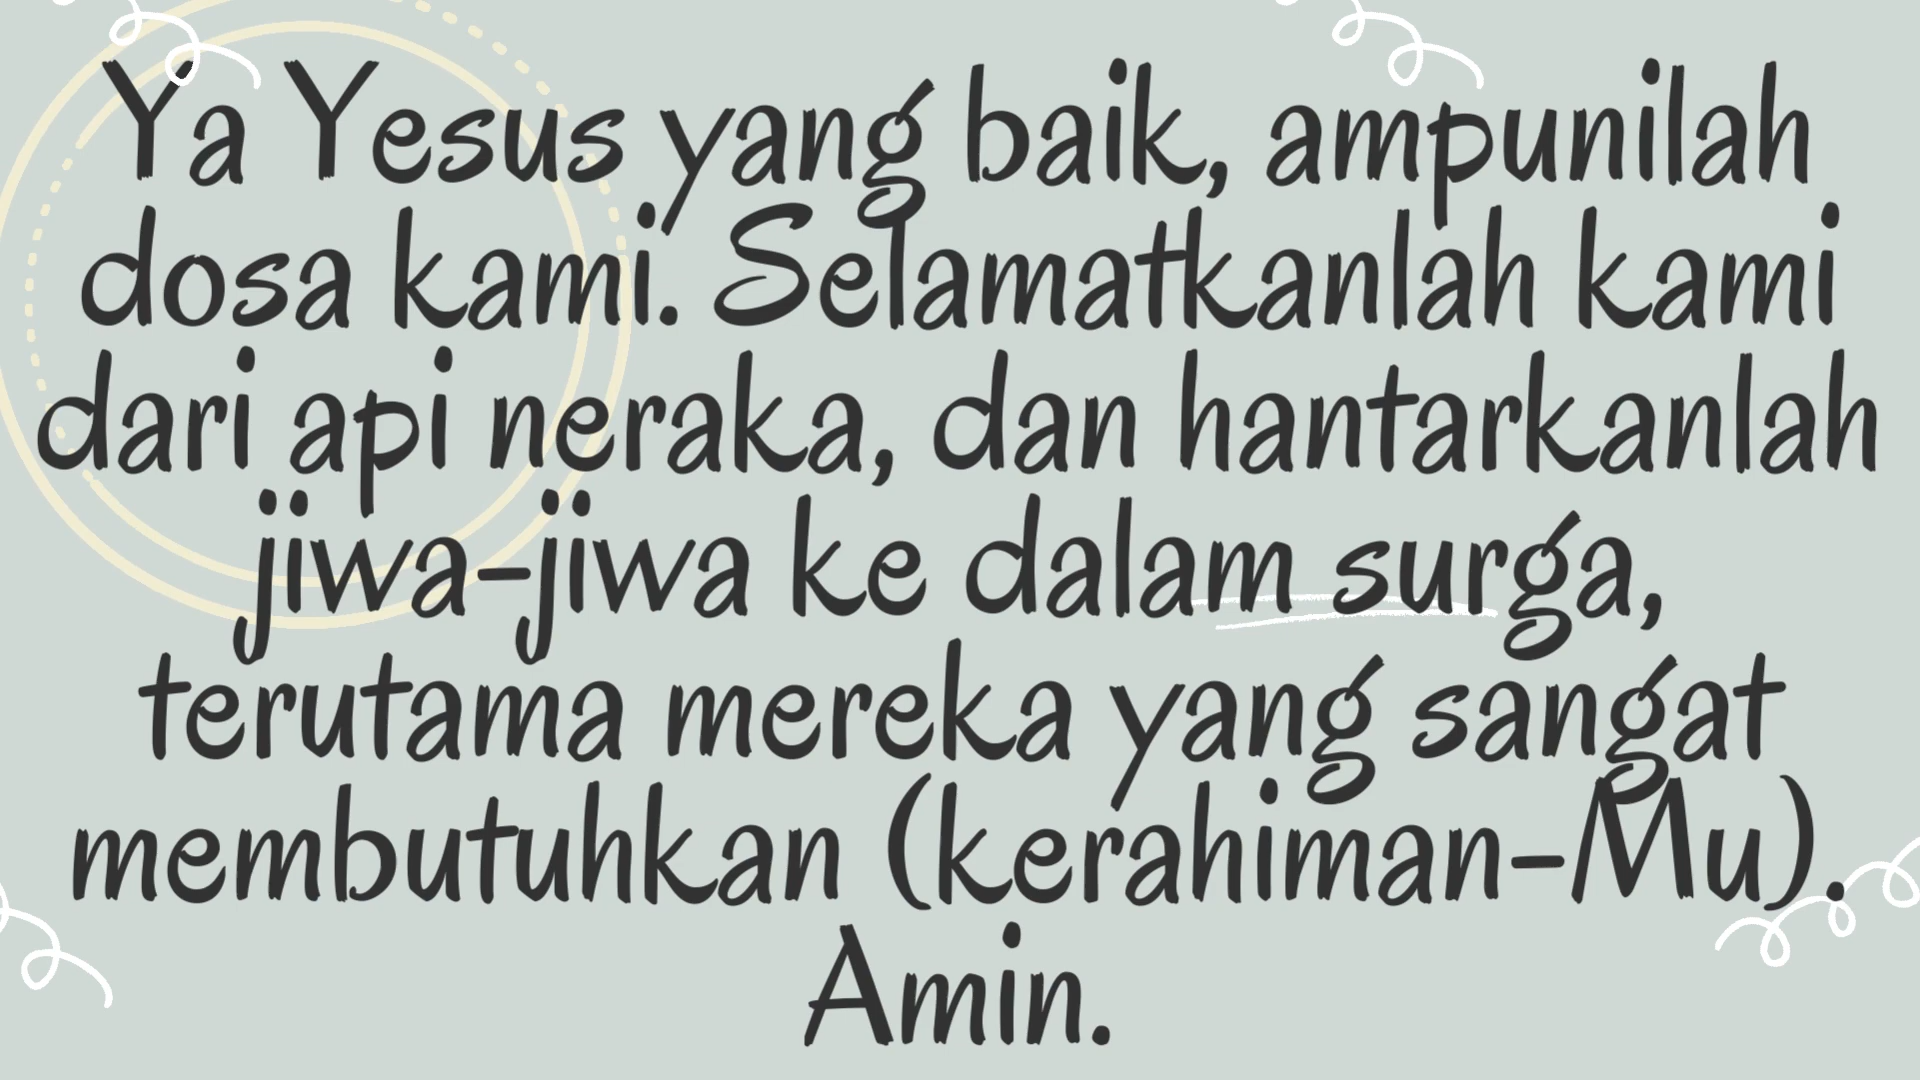 Ya Yesus yang baik, ampunilah
dosa kami. Selamatkanlah kami
dari api neraka, dan hantarkanlah
jiwa-jiwa ke dalam surga,
terutama mereka yang sangat
membutuhkan (kerahiman-Mu).
Amin.